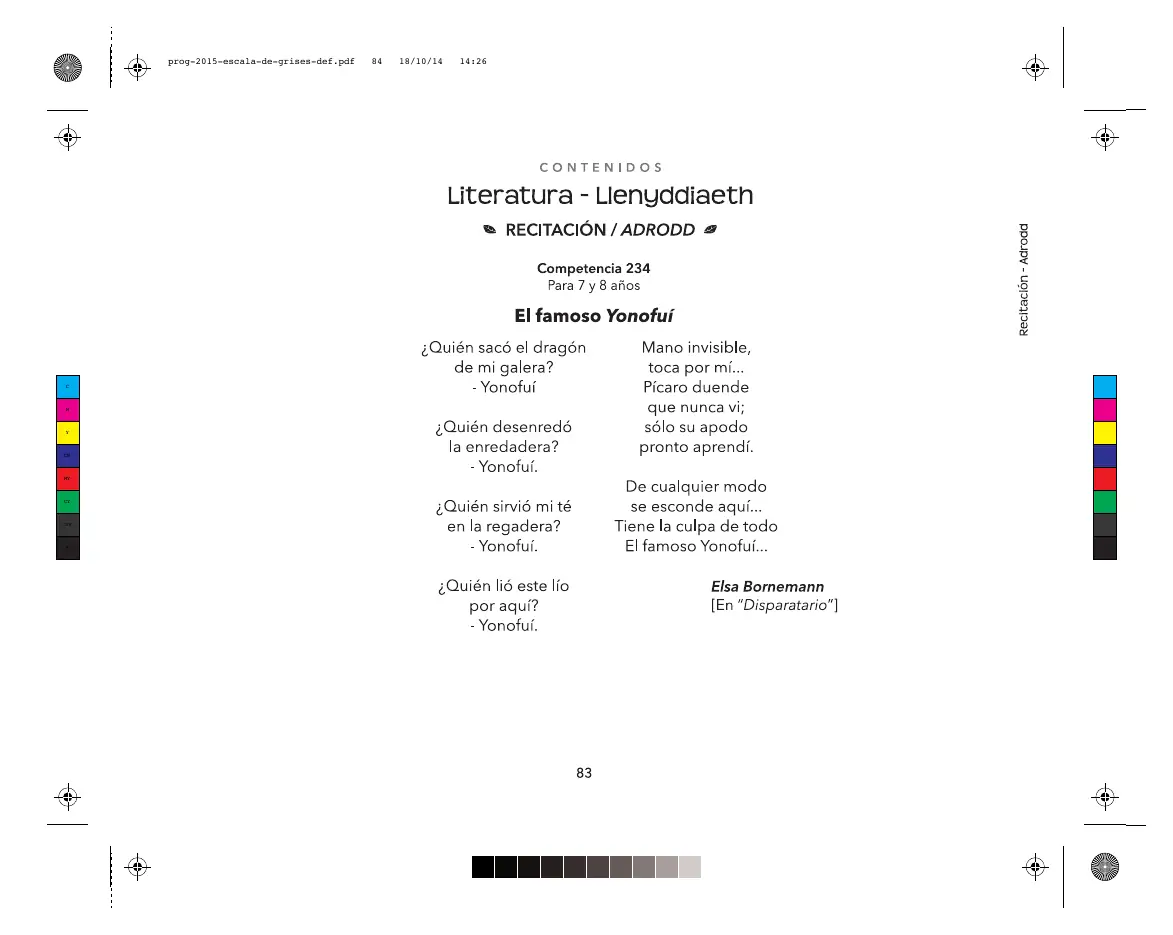 prog-2015-escala-de-grises-def.pdf 84 18/10/14 14:26
CONTENIDOS
Literatura - Llenyddiaeth
RECITACIÓN / ADRODD
Competencia 234
Para 7 y 8 años
El famoso Yonofuí
¿Quién sacó el dragón
de mi galera?
- Yonofuí
¿Quién desenredó
la enredadera?
- Yonofuí.
¿Quién sirvió mi té
en la regadera?
- Yonofuí.
¿Quién lió este lío
por aquí?
- Yonofuí.
Mano invisible,
toca por mí...
Pícaro duende
que nunca vi;
sólo su apodo
pronto aprendí.
De cualquier modo
se esconde aquí...
Tiene la culpa de todo
El famoso Yonofuí...
Elsa Bornemann
[En “Disparatario”]
Recitación - Adrodd
83
C
M
Y
CM
MY
CY
CMY